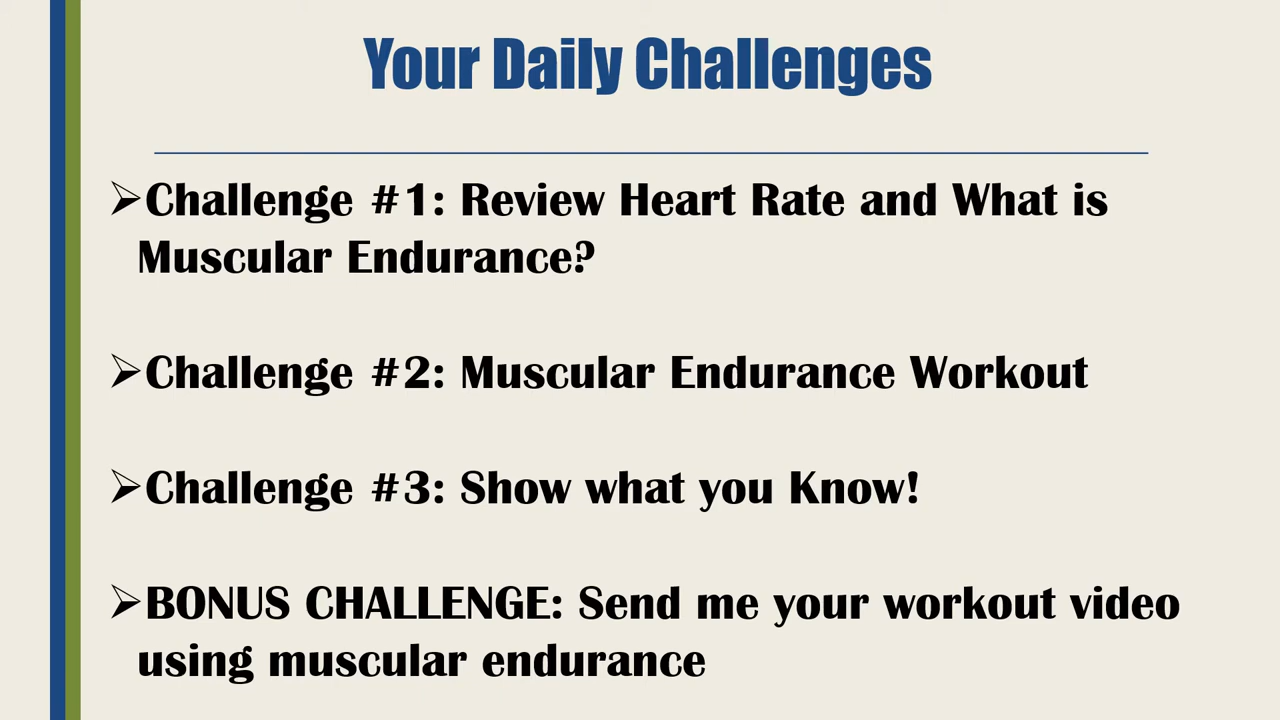 Your Daily Challenges
➢Challenge #1: Review Heart Rate and What is
Muscular Endurance?
➢Challenge #2: Muscular Endurance Workout
➢Challenge #3: Show what you Know!
➢BONUS CHALLENGE: Send me your workout video
using muscular endurance